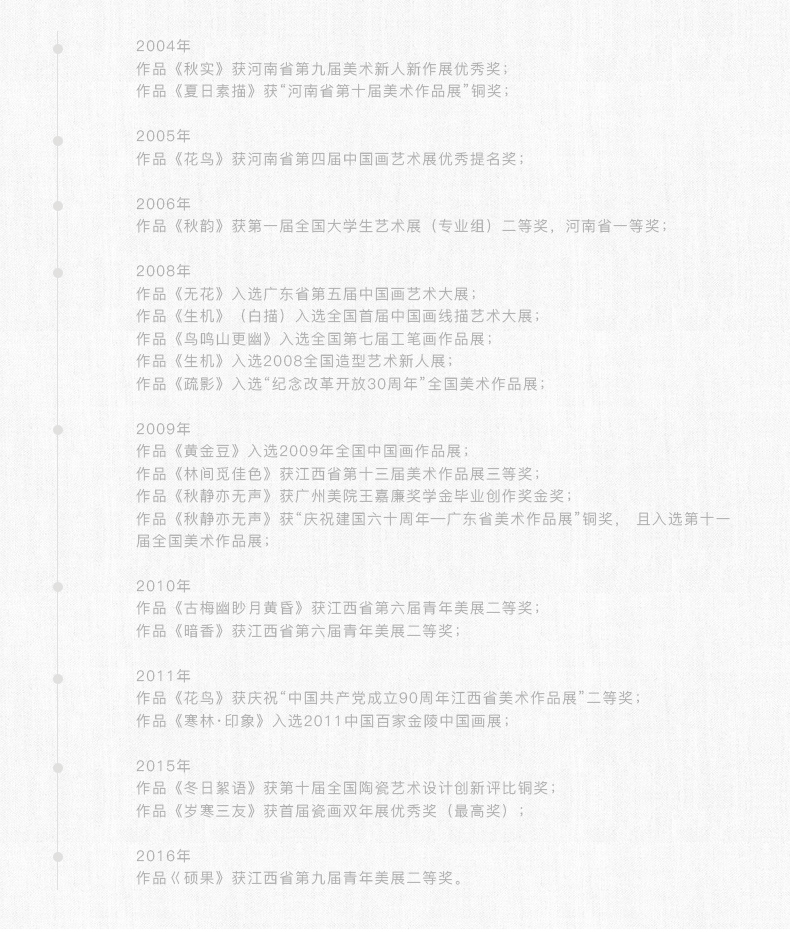 2004年
作品《秋实》获河南省第九届美术新人新作展优秀奖；
作品《夏日素描》获“河南省第十届美术作品展”铜奖；
2005年
作品《花鸟》获河南省第四届中国画艺术展优秀提名奖；
2006年
作品《秋韵》获第一届全国大学生艺术展（专业组）二等奖，河南省一等奖；
2008年
作品《无花》入选广东省第五届中国画艺术大展；
作品《生机》（白描）入选全国首届中国画线描艺术大展；
作品《鸟鸣山更幽》入选全国第七届工笔画作品展；
作品《生机》入选2008全国造型艺术新人展；
作品《疏影》入选“纪念改革开放30周年”全国美术作品展；
2009年
作品《黄金豆》入选2009年全国中国画作品展；
作品《林间觅佳色》获江西省第十三届美术作品展三等奖；
作品《秋静亦无声》获广州美院王嘉廉奖学金毕业创作奖金奖；
作品《秋静亦无声》获“庆祝建国六十周年—广东省美术作品展”铜奖， 且入选第十一
届全国美术作品展；
2010年
作品《古梅幽眇月黄昏》获江西省第六届青年美展二等奖；
作品《暗香》获江西省第六届青年美展二等奖；
2011年
作品《花鸟》获庆祝“中国共产党成立90周年江西省美术作品展”二等奖；
作品《寒林·印象》入选2011中国百家金陵中国画展；
2015年
作品《冬日絮语》获第十届全国陶瓷艺术设计创新评比铜奖；
作品《岁寒三友》获首届瓷画双年展优秀奖（最高奖）；
2016年
作品《硕果》获江西省第九届青年美展二等奖。